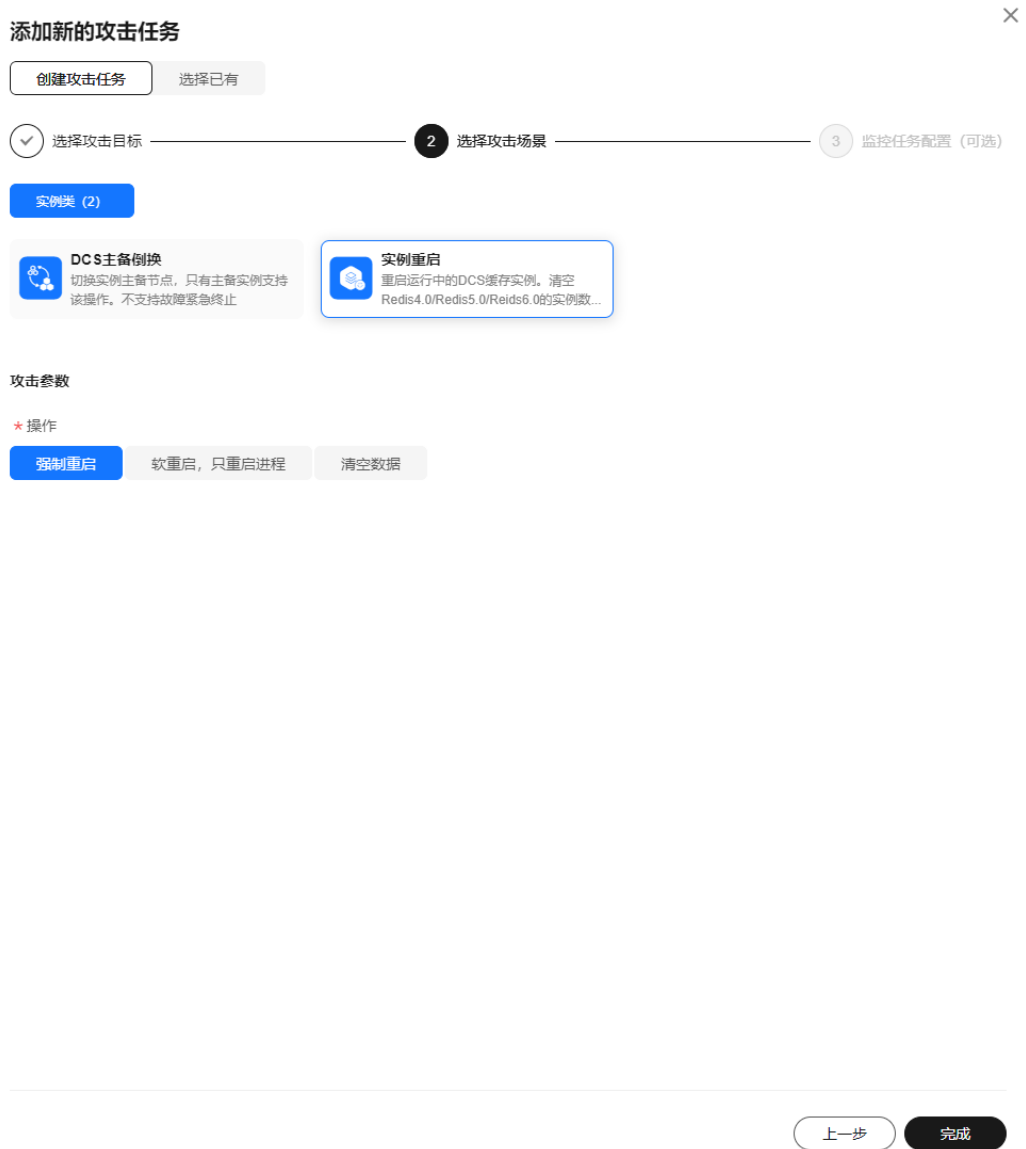 添加新的攻击任务
创建攻击任务 选择已有
选择攻击目标 2 选择攻击场景 3 监控任务配置（可选）
实例类（2）
DCS主备倒换
切换实例主备节点，只有主备实例支持
该操作。不支持故障紧急终止
实例重启
重启运行中的DCS缓存实例。清空
Redis4.0/Redis5.0/Reids6.0的实例数...
攻击参数
*操作
强制重启 软重启，只重启进程 清空数据
上一步 完成